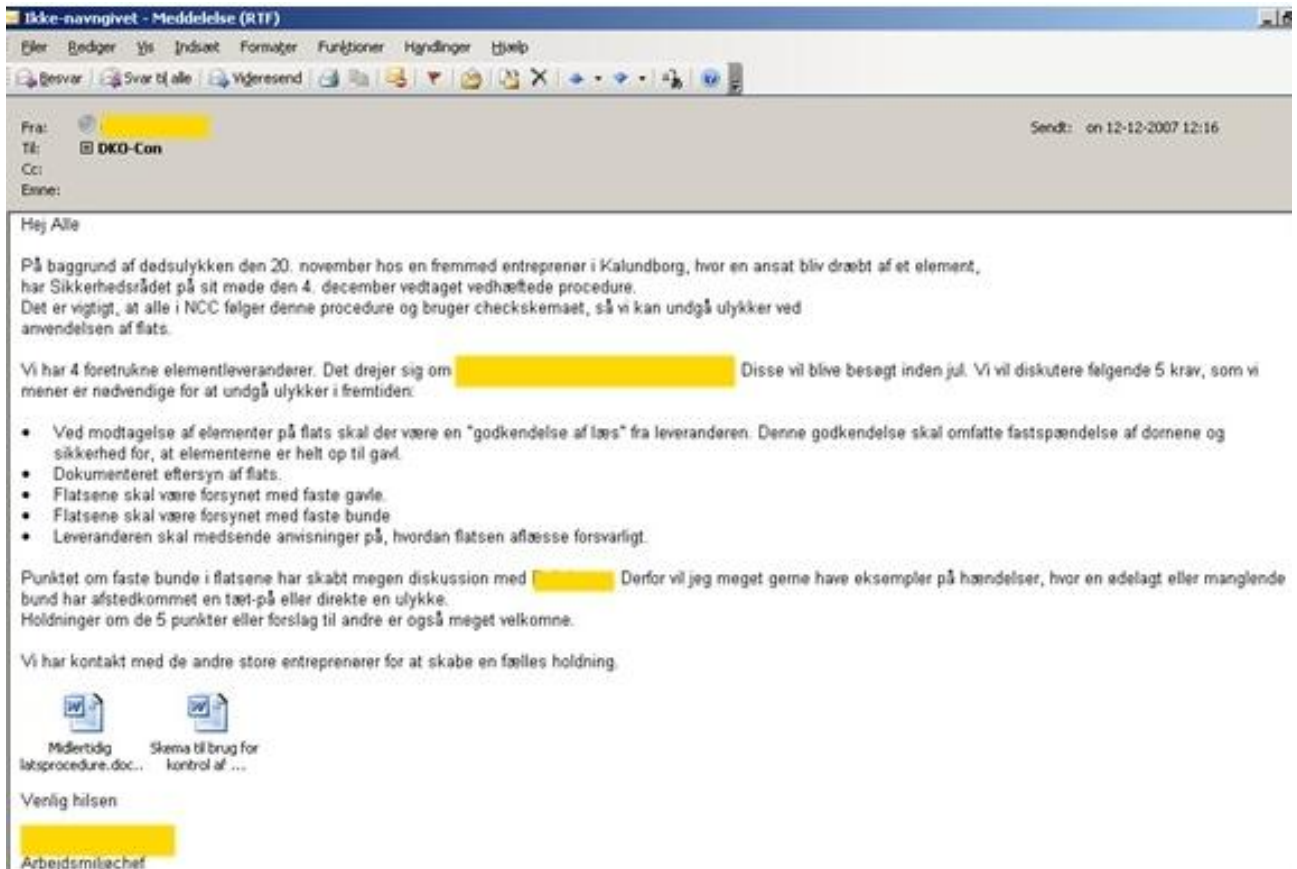 Ikke-navngivet - Meddelelse (RTF)
Filer Rediger Vis Indsæt Formater Funktioner Handlinger Hjælp
Besvar Svar til alle Videresend
Fra:
Sendt: on 12-12-2007 12:16
Til: DKO-Con
Cc:
Emne:
Hej Alle
På baggrund af dødsulykken den 20. november hos en fremmed entreprenør i Kalundborg, hvor en ansat bliv dræbt af et element,
har Sikkerhedsrådet på sit møde den 4. december vedtaget vedhæftede procedure.
Det er vigtigt, at alle i NCC følger denne procedure og bruger checkskemaet, så vi kan undgå ulykker ved
anvendelsen af flats.
Vi har 4 foretrukne elementleverandører. Det drejer sig om Disse vil blive besøgt inden jul. Vi vil diskutere følgende 5 krav, som vi
mener er nødvendige for at undgå ulykker i fremtiden:
• Ved modtagelse af elementer på flats skal der være en "godkendelse af læs" fra leverandøren. Denne godkendelse skal omfatte fastspændelse af dornene og
sikkerhed for, at elementerne er helt op til gavl.
• Dokumenteret eftersyn af flats.
• Flatsene skal være forsynet med faste gavle.
• Flatsene skal være forsynet med faste bunde
• Leverandøren skal medsende anvisninger på, hvordan flatsen aflæsse forsvarligt.
Punktet om faste bunde i flatsene har skabt megen diskussion med Derfor vil jeg meget gerne have eksempler på hændelser, hvor en ødelagt eller manglende
bund har afstedkommet en tæt-på eller direkte en ulykke.
Holdninger om de 5 punkter eller forslag til andre er også meget velkomne.
Vi har kontakt med de andre store entreprenører for at skabe en fælles holdning.
Midlertidig Skema til brug for
latsprocedure.doc... kontrol af ...
Venlig hilsen
Arbejdsmiljøchef